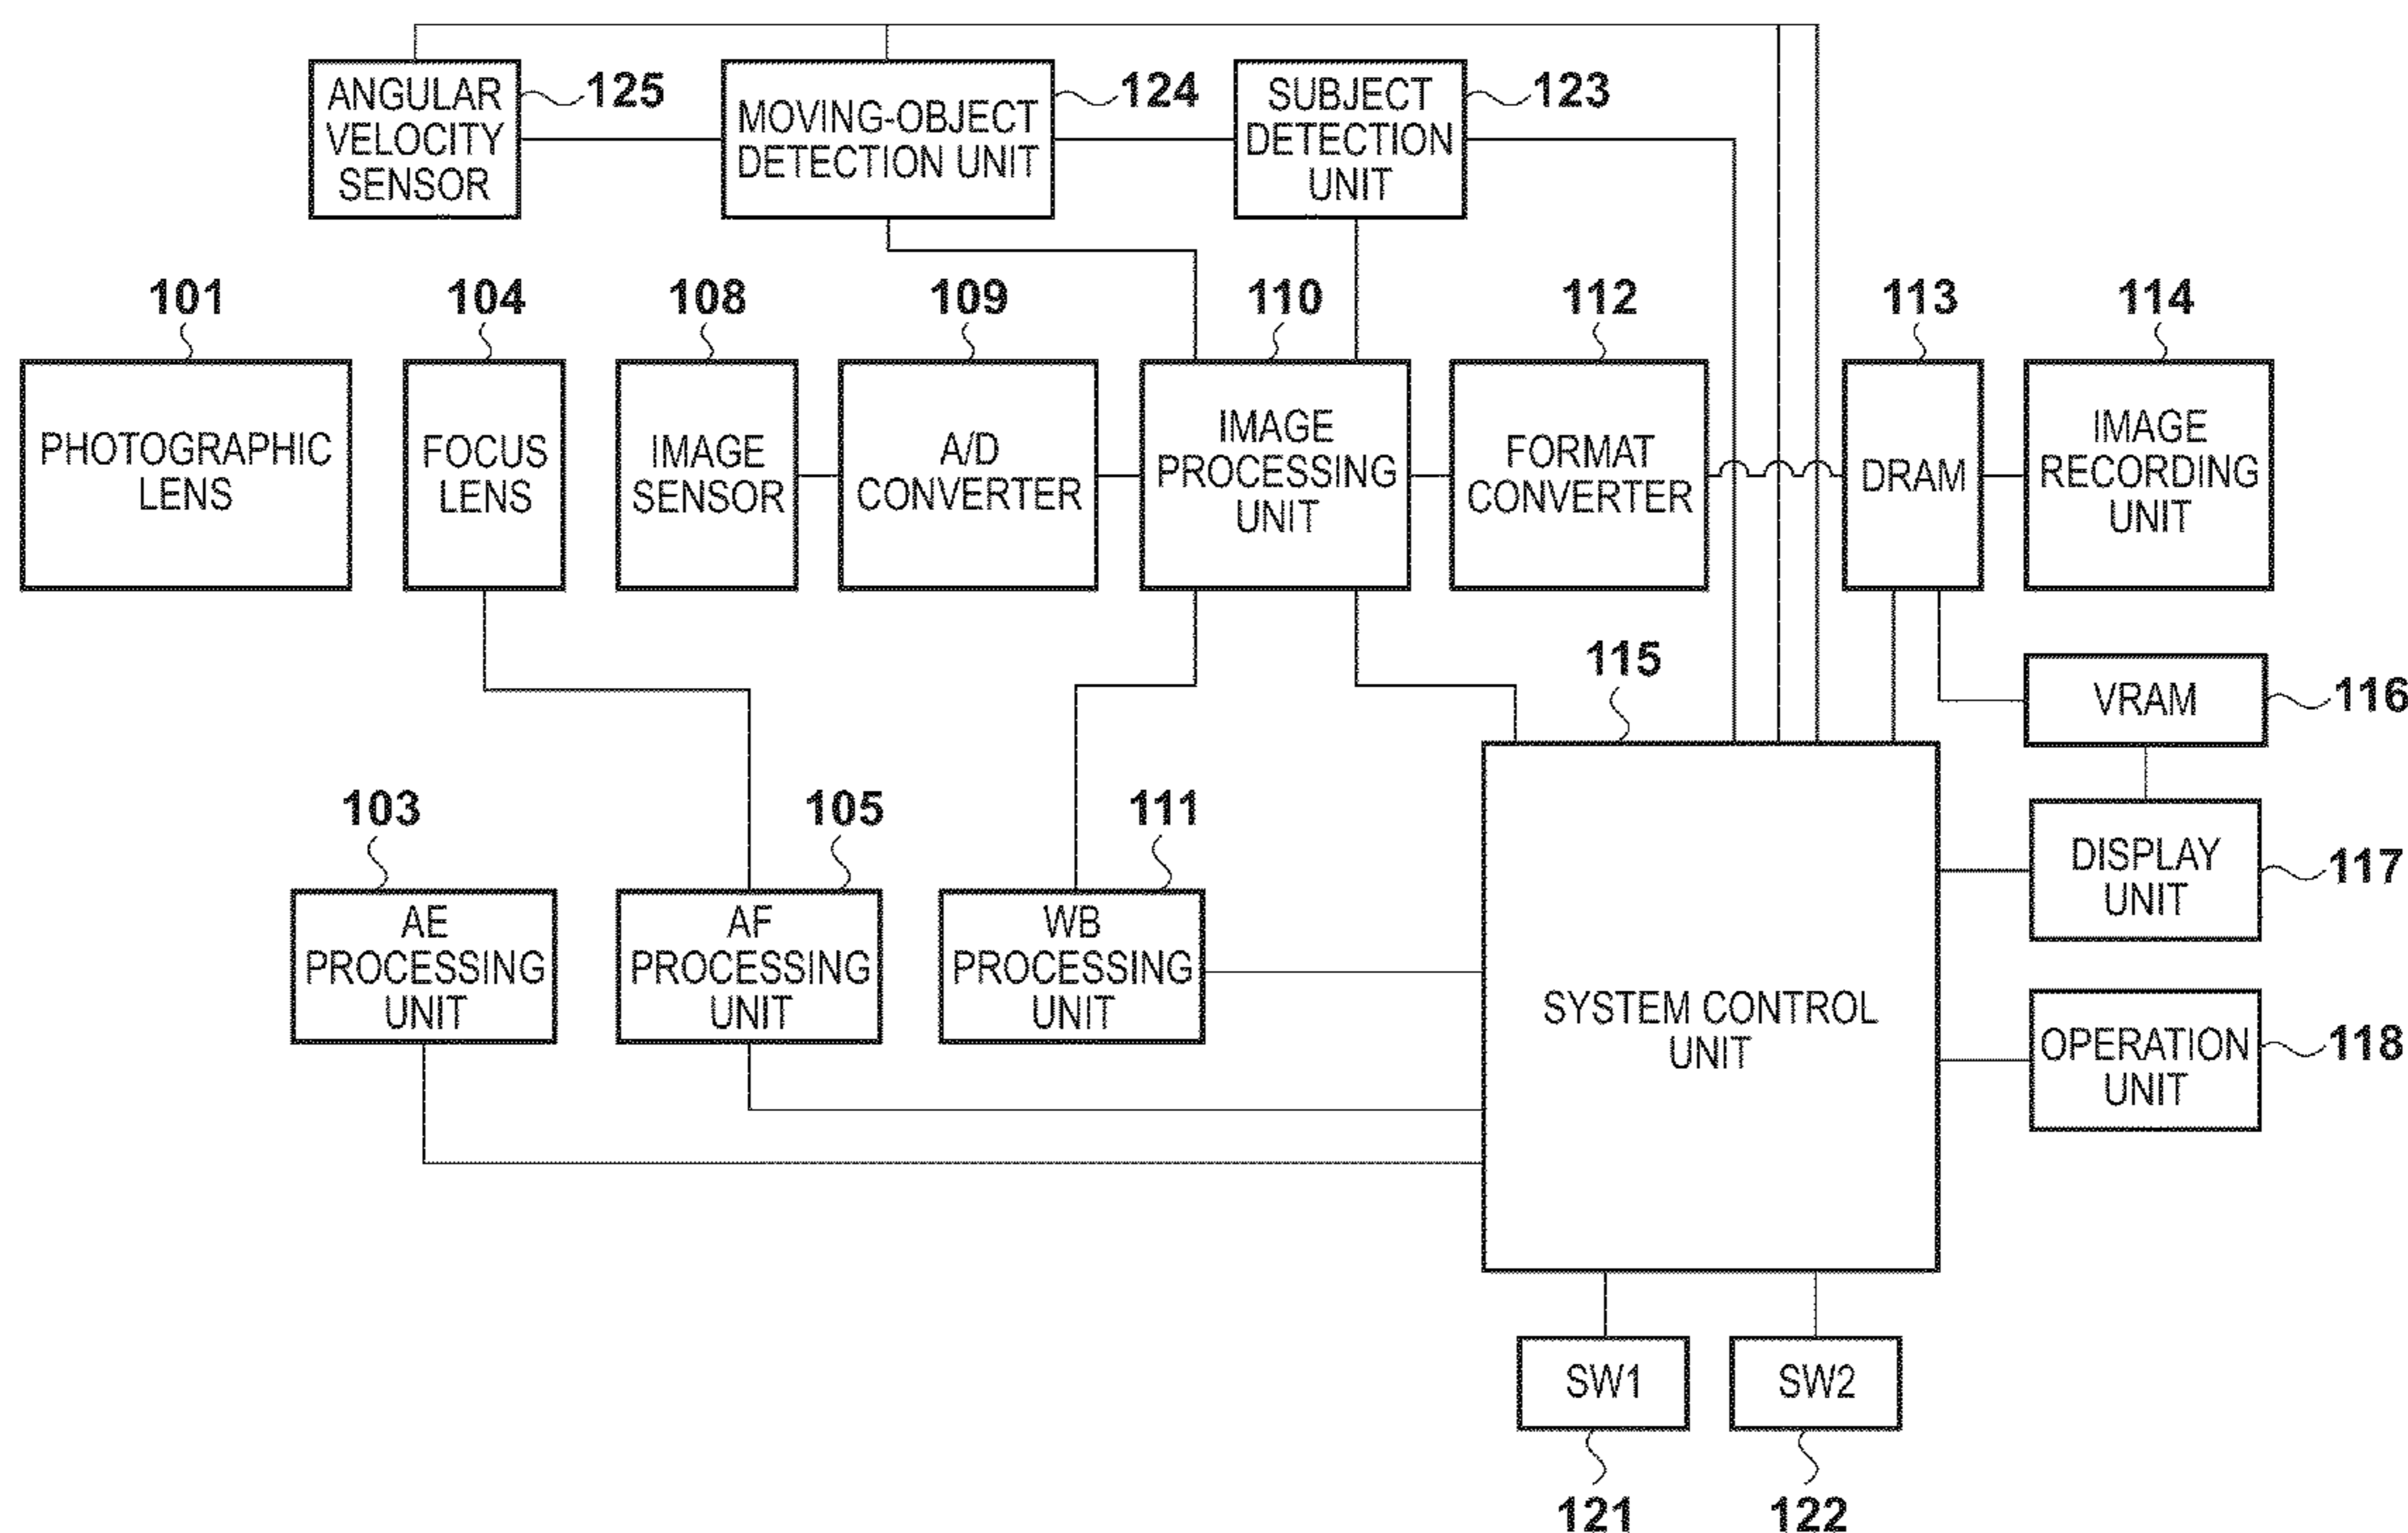 ANGULAR
VELOCITY
SENSOR
125
MOVING-OBJECT
DETECTION UNIT
124
SUBJECT
DETECTION
UNIT
123
101
PHOTOGRAPHIC
LENS
104
FOCUS
LENS
108
IMAGE
SENSOR
109
A/D
CONVERTER
110
IMAGE
PROCESSING
UNIT
112
FORMAT
CONVERTER
113
DRAM
114
IMAGE
RECORDING
UNIT
115
SYSTEM CONTROL
UNIT
VRAM
116
103
AE
PROCESSING
UNIT
105
AF
PROCESSING
UNIT
111
WB
PROCESSING
UNIT
DISPLAY
UNIT
117
OPERATION
UNIT
118
SW1
121
SW2
122